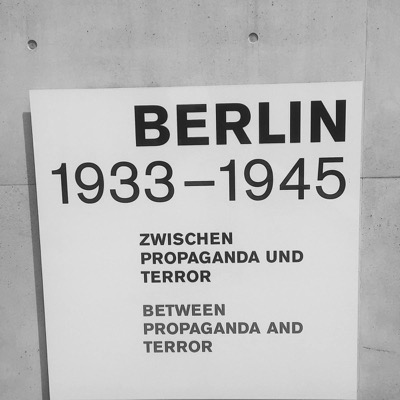 BERLIN
1933–1945
ZWISCHEN
PROPAGANDA UND
TERROR
BETWEEN
PROPAGANDA AND
TERROR